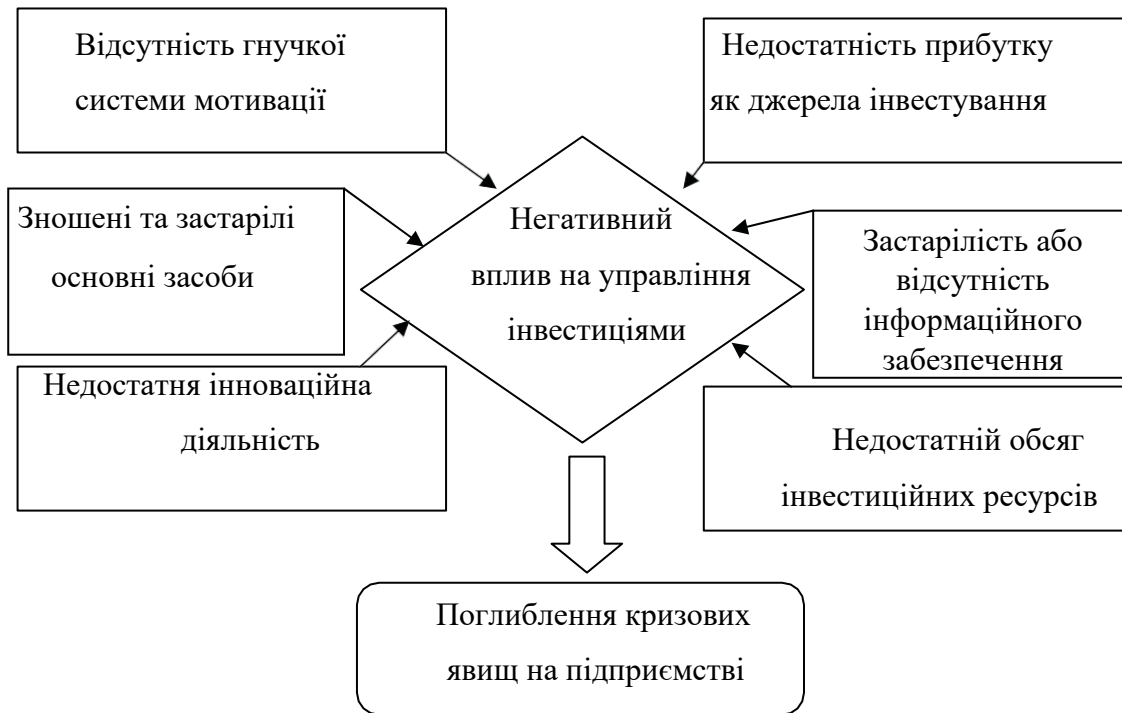 Відсутність гнучкої
системи мотивації
Недостатність прибутку
як джерела інвестування
Зношені та застарілі
основні засоби
Негативний
вплив на управління
інвестиціями
Застарілість або
відсутність
інформаційного
забезпечення
Недостатня інноваційна
діяльність
Недостатній обсяг
інвестиційних ресурсів
Поглиблення кризових
явищ на підприємстві